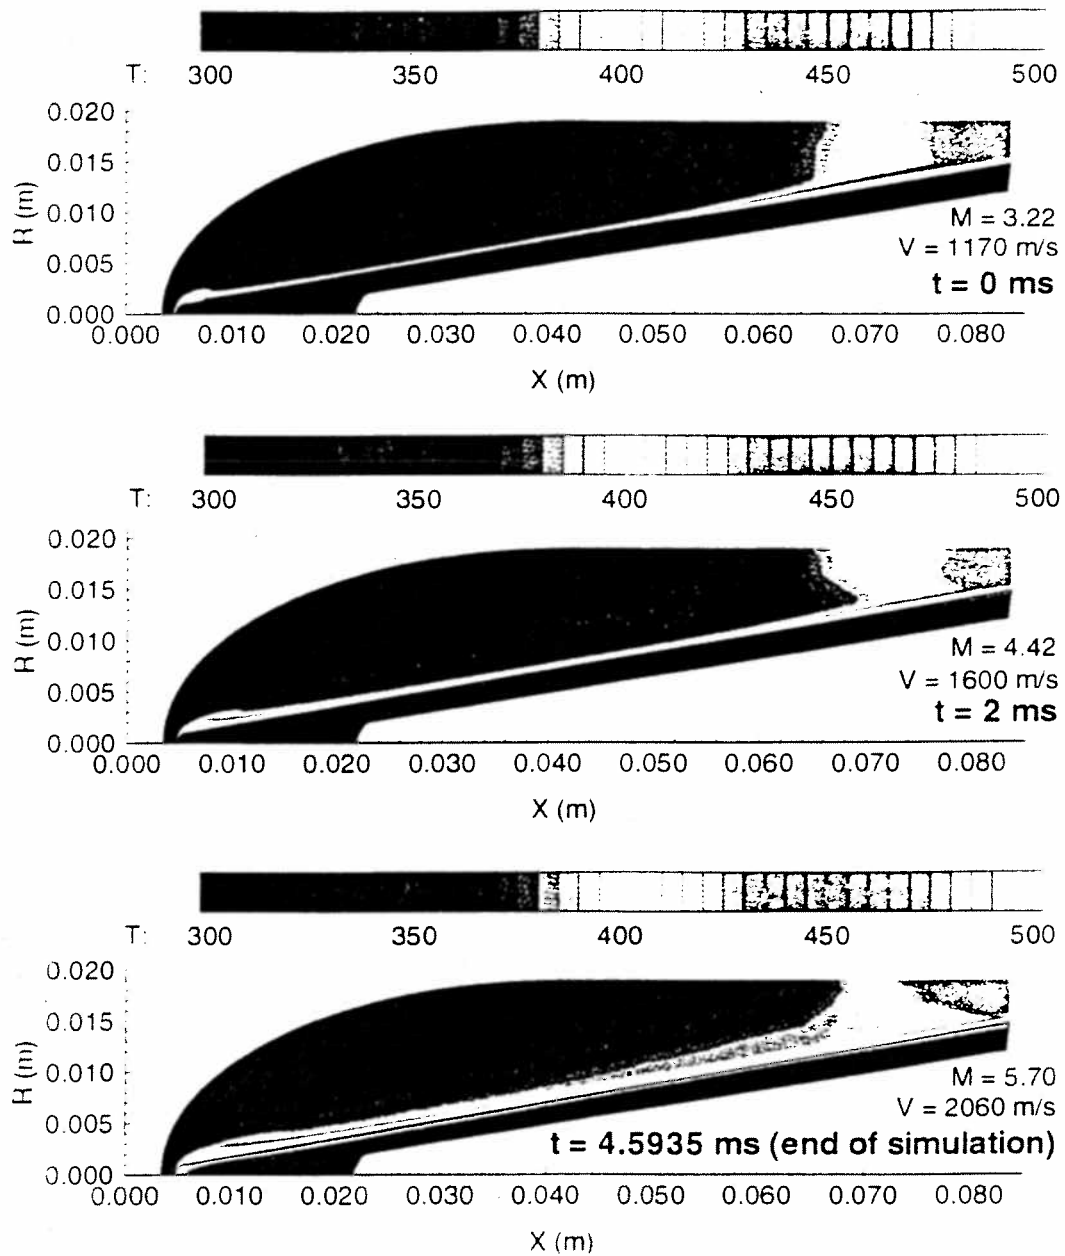 T: 300 350 400 450 500
0.020
0.015
0.010
0.005
0.000
R (m)
M = 3.22
V = 1170 m/s
t = 0 ms
0.000 0.010 0.020 0.030 0.040 0.050 0.060 0.070 0.080
X (m)
T: 300 350 400 450 500
0.020
0.015
0.010
0.005
0.000
R (m)
M = 4.42
V = 1600 m/s
t = 2 ms
0.000 0.010 0.020 0.030 0.040 0.050 0.060 0.070 0.080
X (m)
T: 300 350 400 450 500
0.020
0.015
0.010
0.005
0.000
R (m)
M = 5.70
V = 2060 m/s
t = 4.5935 ms (end of simulation)
0.000 0.010 0.020 0.030 0.040 0.050 0.060 0.070 0.080
X (m)